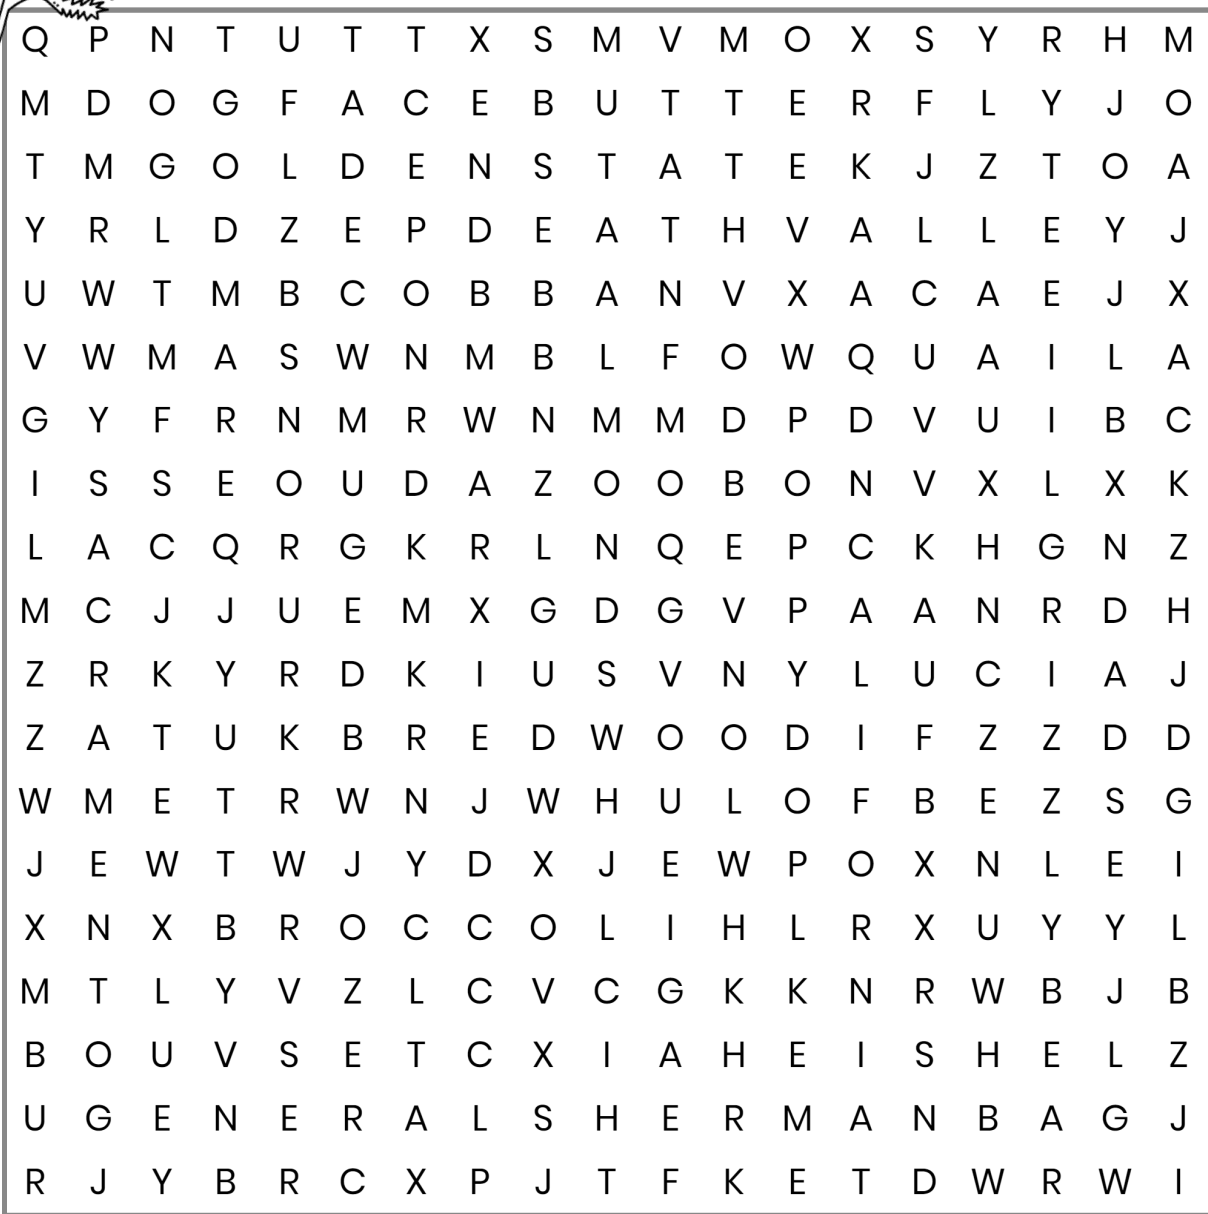 Q P N T U T T X S M V M O X S Y R H M
M D O G F A C E B U T T E R F L Y J O
T M G O L D E N S T A T E K J Z T O A
Y R L D Z E P D E A T H V A L L E Y J
U W T M B C O B B A N V X A C A E J X
V W M A S W N M B L F O W Q U A I L A
G Y F R N M R W N M M D P D V U I B C
I S S E O U D A Z O O B O N V X L X K
L A C Q R G K R L N Q E P C K H G N Z
M C J J U E M X G D G V P A A N R D H
Z R K Y R D K I U S V N Y L U C I A J
Z A T U K B R E D W O O D I F Z Z D D
W M E T R W N J W H U L O F B E Z S G
J E W T W J Y D X J E W P O X N L E I
X N X B R O C C O L I H L R X U Y Y L
M T L Y V Z L C V C G K K N R W B J B
B O U V S E T C X I A H E I S H E L Z
U G E N E R A L S H E R M A N B A G J
R J Y B R C X P J T F K E T D W R W I